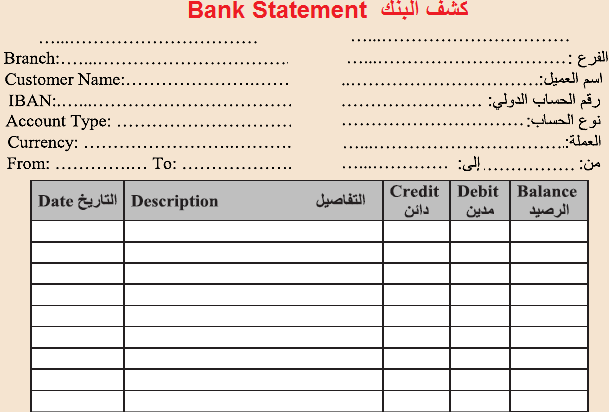 Bank Statement كشف البنك
...................................... ......................................
Branch:....................................... الفرع :......................................
Customer Name:............................. اسم العميل:...................................
IBAN:......................................... رقم الحساب الدولي: .........................
Account Type: ............................... نوع الحساب:................................
Currency: .................................... العملة:.......................................
From: ................ To: ................... من: ................ إلى: ..................
Date التاريخ Description التفاصيل Credit Debit Balance
دائن مدين الرصيد